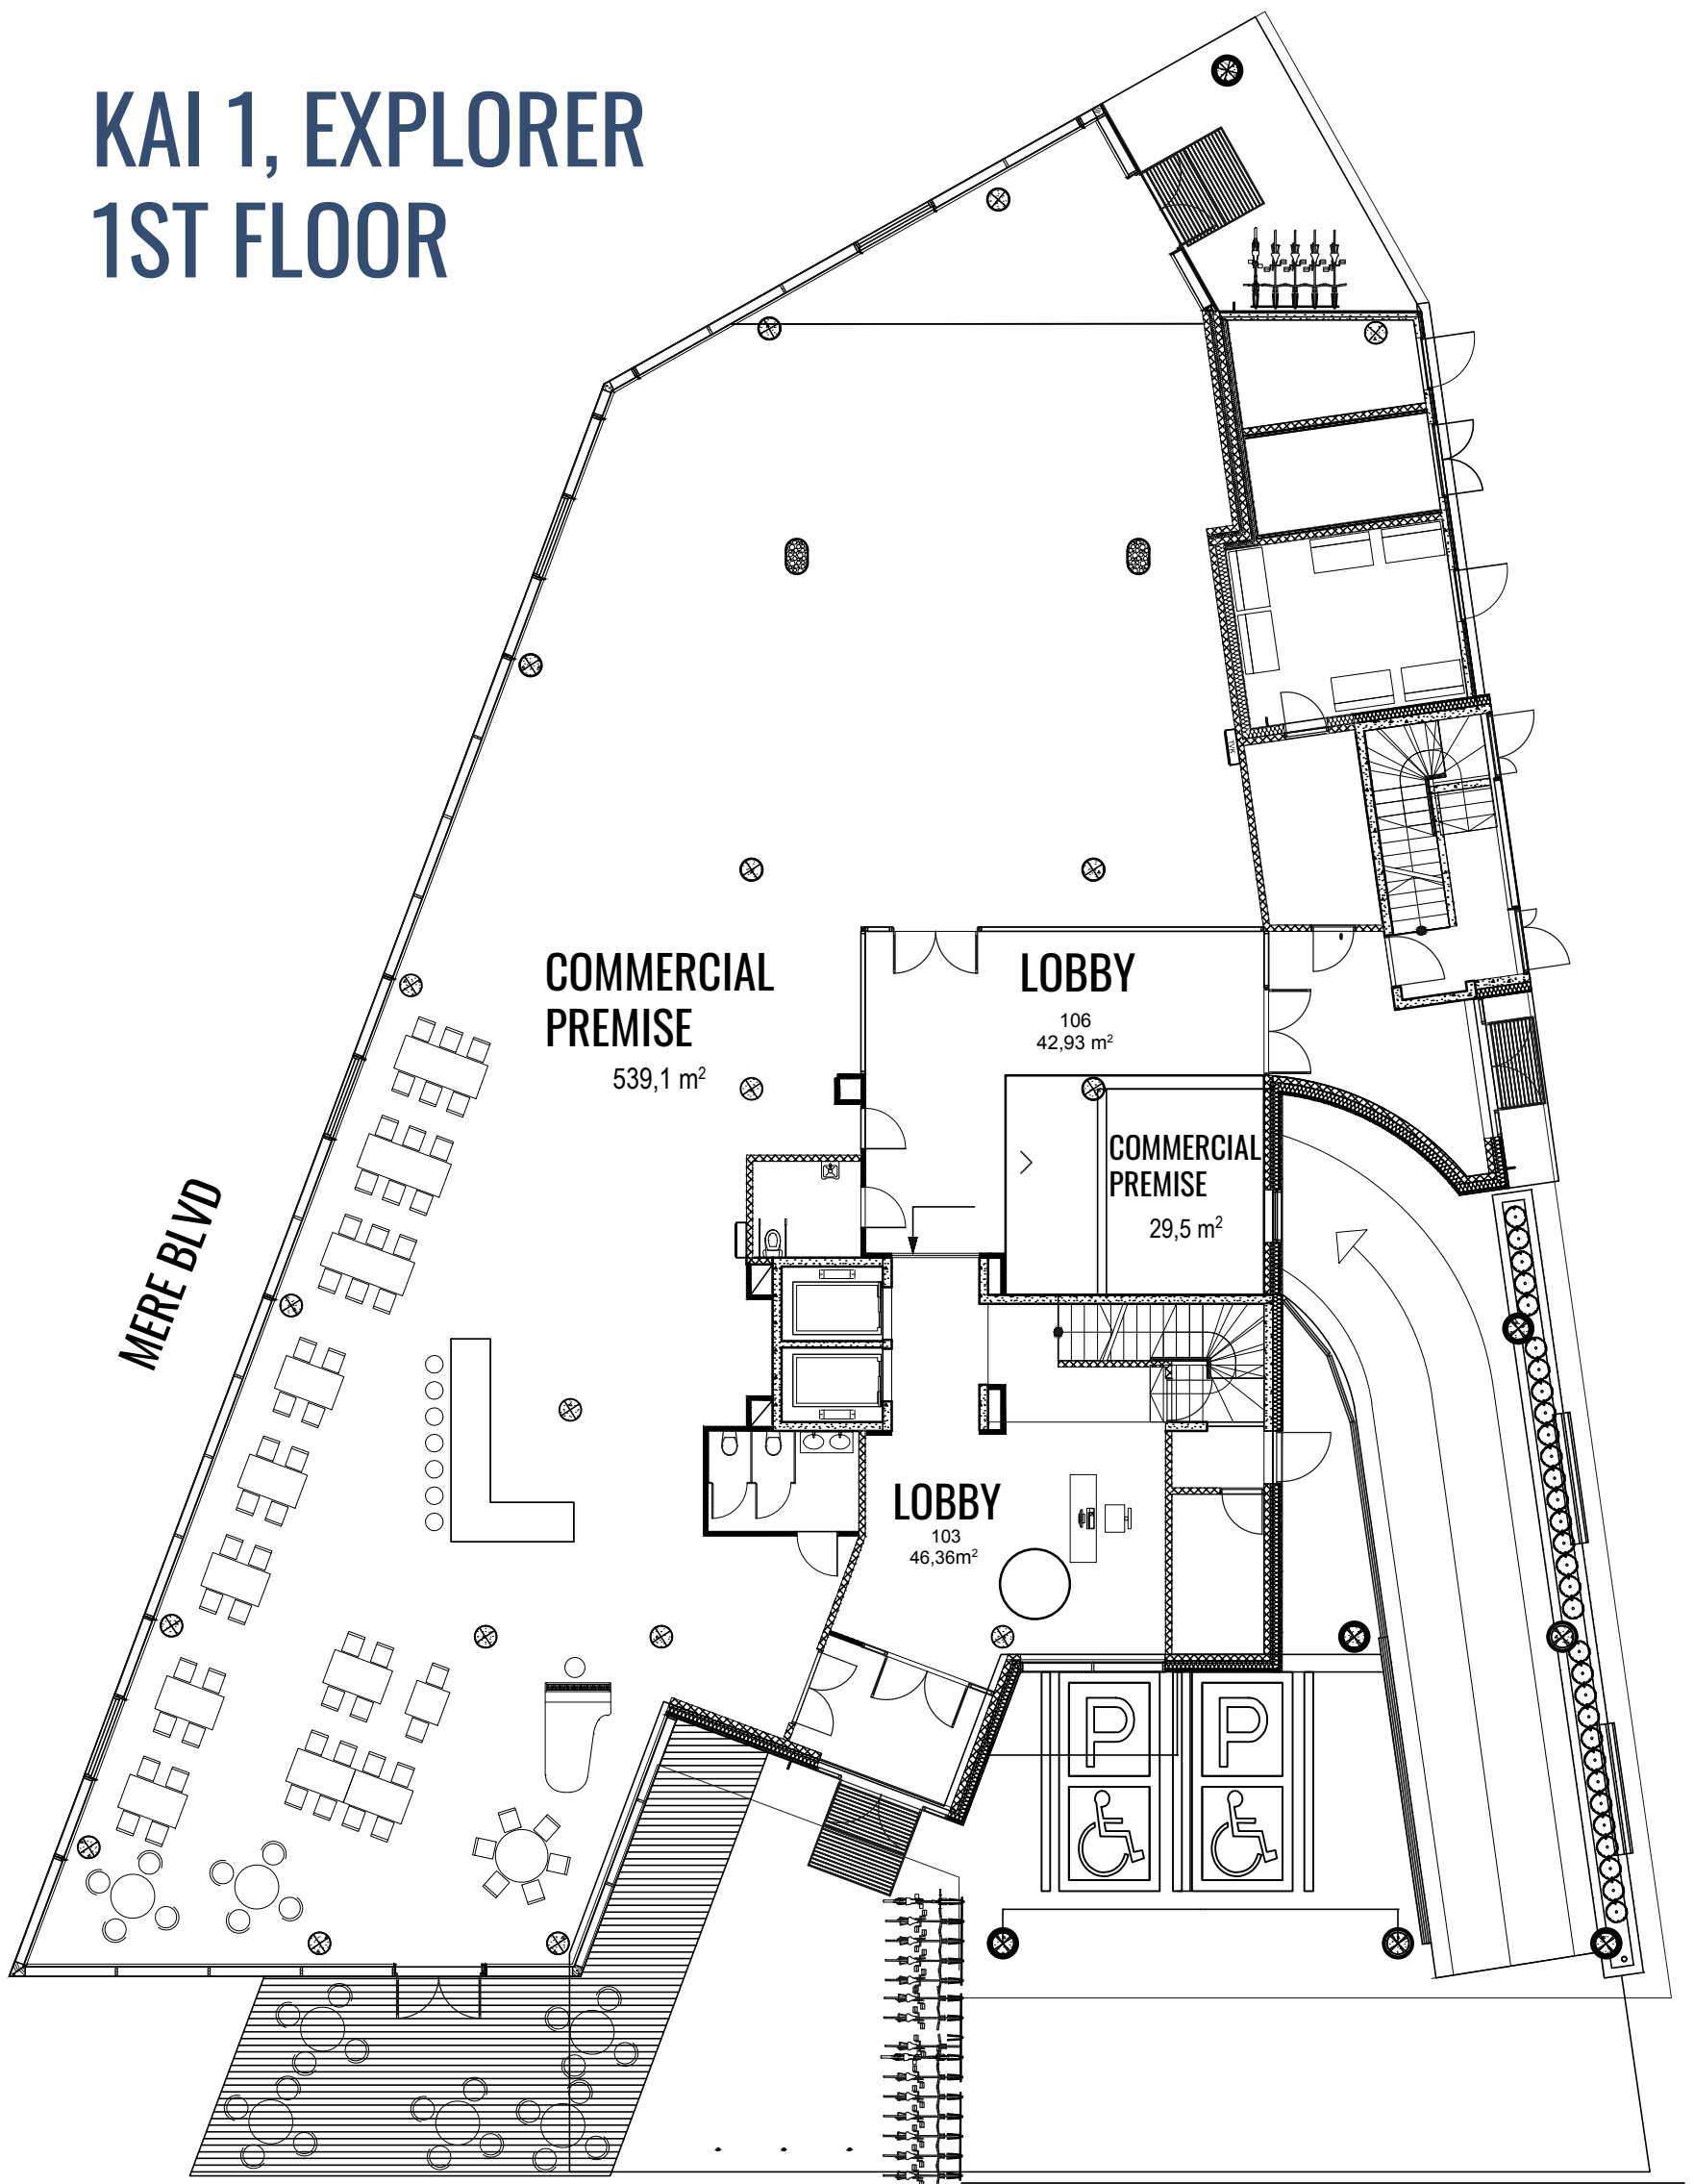 KAI 1, EXPLORER
1ST FLOOR
COMMERCIAL
PREMISE
539,1 m²
LOBBY
106
42,93 m²
COMMERCIAL
PREMISE
29,5 m²
MERE BLVD
LOBBY
103
46,36m²
P
P